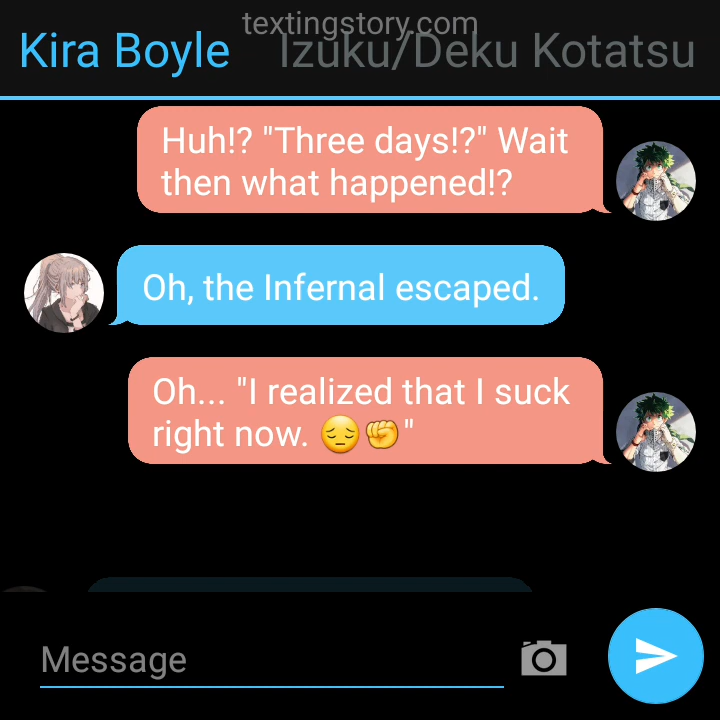 textingstory.com
Kira Boyle
Izuku/Deku Kotatsu
Huh!? "Three days!?" Wait
then what happened!?
Oh, the Infernal escaped.
Oh... "I realized that I suck
right now. 😔✊"
Message